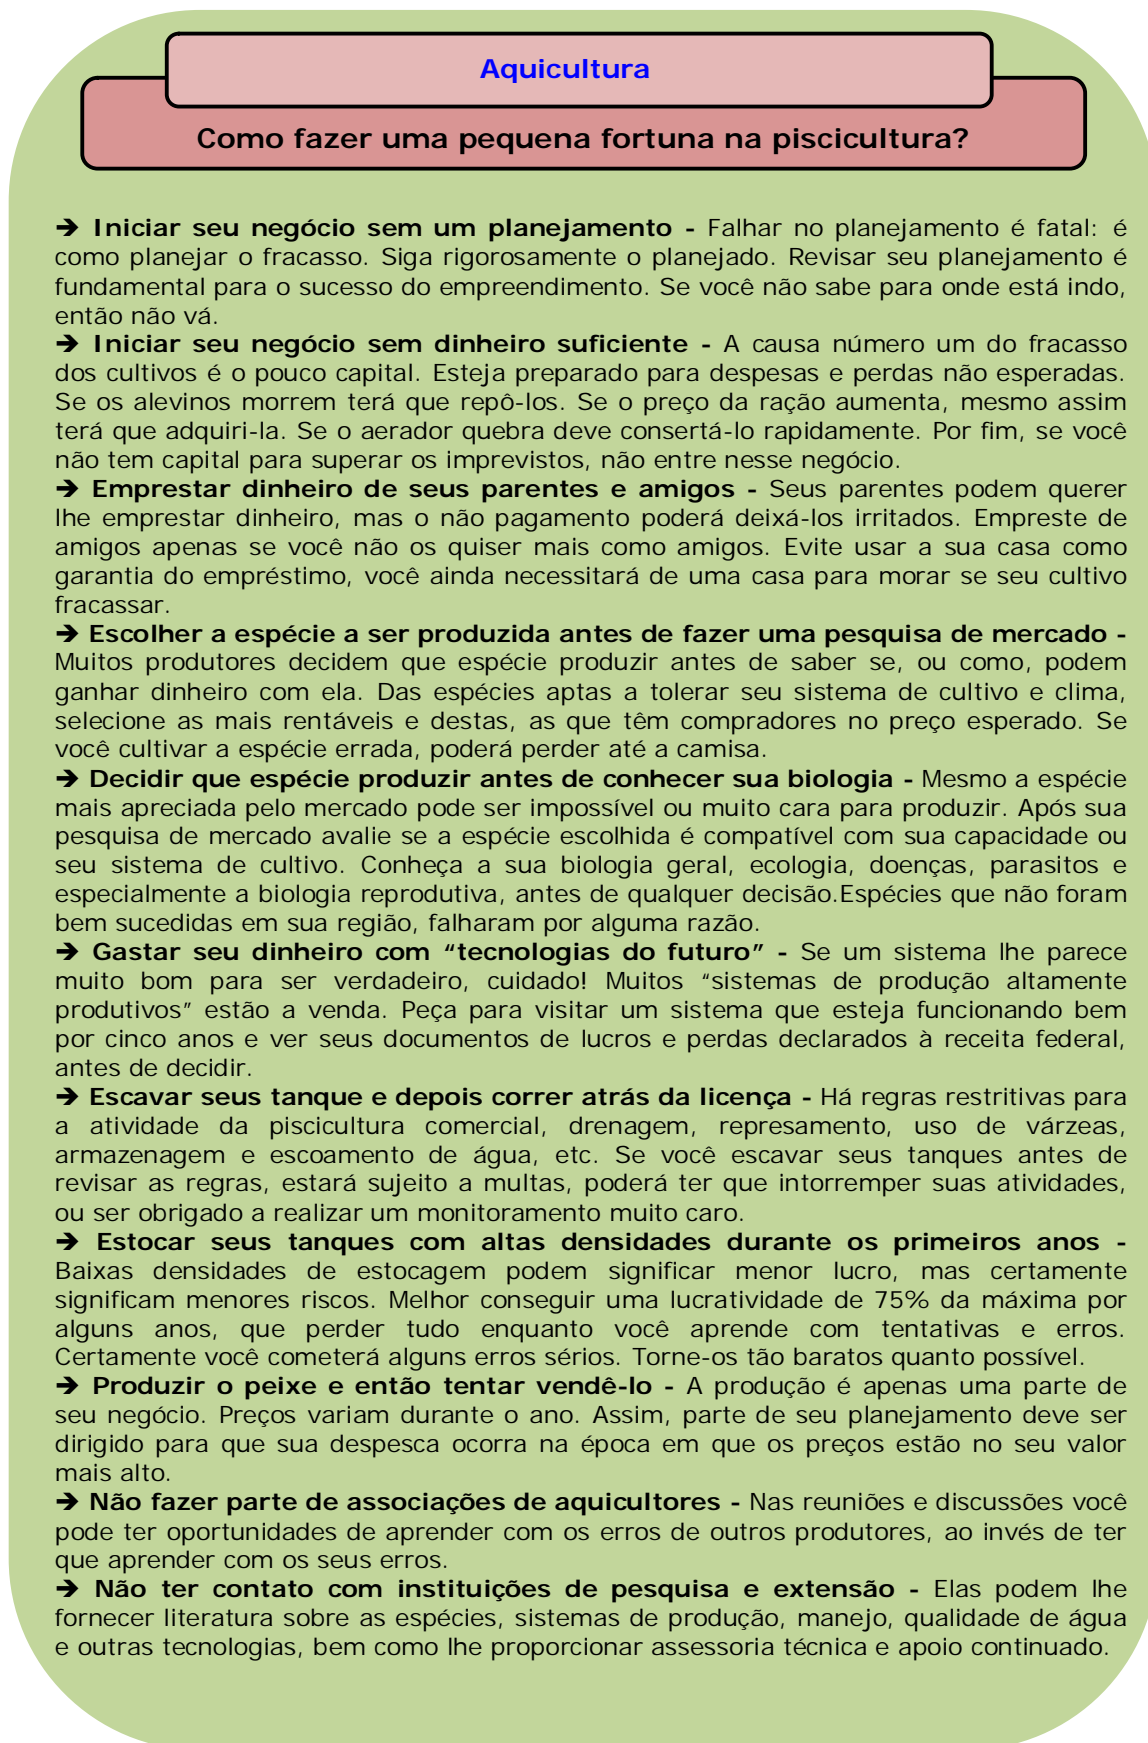 Aquicultura
Como fazer uma pequena fortuna na piscicultura?
➔ Iniciar seu negócio sem um planejamento - Falhar no planejamento é fatal: é
como planejar o fracasso. Siga rigorosamente o planejado. Revisar seu planejamento é
fundamental para o sucesso do empreendimento. Se você não sabe para onde está indo,
então não vá.
➔ Iniciar seu negócio sem dinheiro suficiente - A causa número um do fracasso
dos cultivos é o pouco capital. Esteja preparado para despesas e perdas não esperadas.
Se os alevinos morrem terá que repô-los. Se o preço da ração aumenta, mesmo assim
terá que adquiri-la. Se o aerador quebra deve consertá-lo rapidamente. Por fim, se você
não tem capital para superar os imprevistos, não entre nesse negócio.
➔ Emprestar dinheiro de seus parentes e amigos - Seus parentes podem querer
lhe emprestar dinheiro, mas o não pagamento poderá deixá-los irritados. Empreste de
amigos apenas se você não os quiser mais como amigos. Evite usar a sua casa como
garantia do empréstimo, você ainda necessitará de uma casa para morar se seu cultivo
fracassar.
➔ Escolher a espécie a ser produzida antes de fazer uma pesquisa de mercado -
Muitos produtores decidem que espécie produzir antes de saber se, ou como, podem
ganhar dinheiro com ela. Das espécies aptas a tolerar seu sistema de cultivo e clima,
selecione as mais rentáveis e destas, as que têm compradores no preço esperado. Se
você cultivar a espécie errada, poderá perder até a camisa.
➔ Decidir que espécie produzir antes de conhecer sua biologia - Mesmo a espécie
mais apreciada pelo mercado pode ser impossível ou muito cara para produzir. Após sua
pesquisa de mercado avalie se a espécie escolhida é compatível com sua capacidade ou
seu sistema de cultivo. Conheça a sua biologia geral, ecologia, doenças, parasitos e
especialmente a biologia reprodutiva, antes de qualquer decisão.Espécies que não foram
bem sucedidas em sua região, falharam por alguma razão.
➔ Gastar seu dinheiro com “tecnologias do futuro” - Se um sistema lhe parece
muito bom para ser verdadeiro, cuidado! Muitos “sistemas de produção altamente
produtivos” estão a venda. Peça para visitar um sistema que esteja funcionando bem
por cinco anos e ver seus documentos de lucros e perdas declarados à receita federal,
antes de decidir.
➔ Escavar seus tanque e depois correr atrás da licença - Há regras restritivas para
a atividade da piscicultura comercial, drenagem, represamento, uso de várzeas,
armazenagem e escoamento de água, etc. Se você escavar seus tanques antes de
revisar as regras, estará sujeito a multas, poderá ter que intorremper suas atividades,
ou ser obrigado a realizar um monitoramento muito caro.
➔ Estocar seus tanques com altas densidades durante os primeiros anos -
Baixas densidades de estocagem podem significar menor lucro, mas certamente
significam menores riscos. Melhor conseguir uma lucratividade de 75% da máxima por
alguns anos, que perder tudo enquanto você aprende com tentativas e erros.
Certamente você cometerá alguns erros sérios. Torne-os tão baratos quanto possível.
➔ Produzir o peixe e então tentar vendê-lo - A produção é apenas uma parte de
seu negócio. Preços variam durante o ano. Assim, parte de seu planejamento deve ser
dirigido para que sua despesca ocorra na época em que os preços estão no seu valor
mais alto.
➔ Não fazer parte de associações de aquicultores - Nas reuniões e discussões você
pode ter oportunidades de aprender com os erros de outros produtores, ao invés de ter
que aprender com os seus erros.
➔ Não ter contato com instituições de pesquisa e extensão - Elas podem lhe
fornecer literatura sobre as espécies, sistemas de produção, manejo, qualidade de água
e outras tecnologias, bem como lhe proporcionar assessoria técnica e apoio continuado.